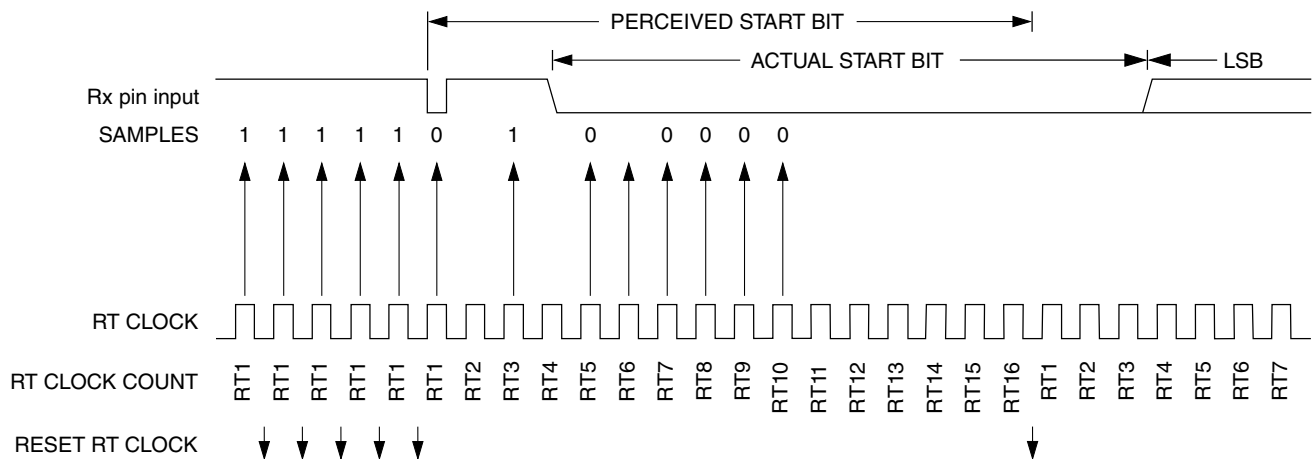 PERCEIVED START BIT
ACTUAL START BIT LSB
Rx pin input
SAMPLES 1 1 1 1 1 0 1 0 0 0 0 0
RT CLOCK
RT CLOCK COUNT RT1 RT1 RT1 RT1 RT1 RT1 RT2 RT3 RT4 RT5 RT6 RT7 RT8 RT9 RT10 RT11 RT12 RT13 RT14 RT15 RT16 RT1 RT2 RT3 RT4 RT5 RT6 RT7
RESET RT CLOCK